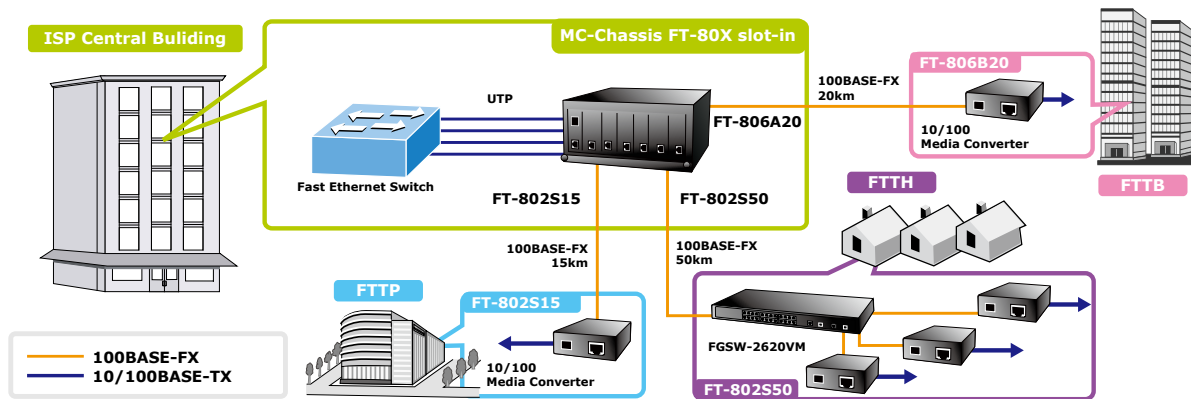 ISP Central Buliding
MC-Chassis FT-80X slot-in
UTP
Fast Ethernet Switch
FT-806A20
FT-802S15
FT-802S50
100BASE-FX
20km
FT-806B20
10/100
Media Converter
FTTB
FTTH
100BASE-FX
15km
100BASE-FX
50km
FTTP
FT-802S15
10/100
Media Converter
FGSW-2620VM
FT-802S50
100BASE-FX
10/100BASE-TX